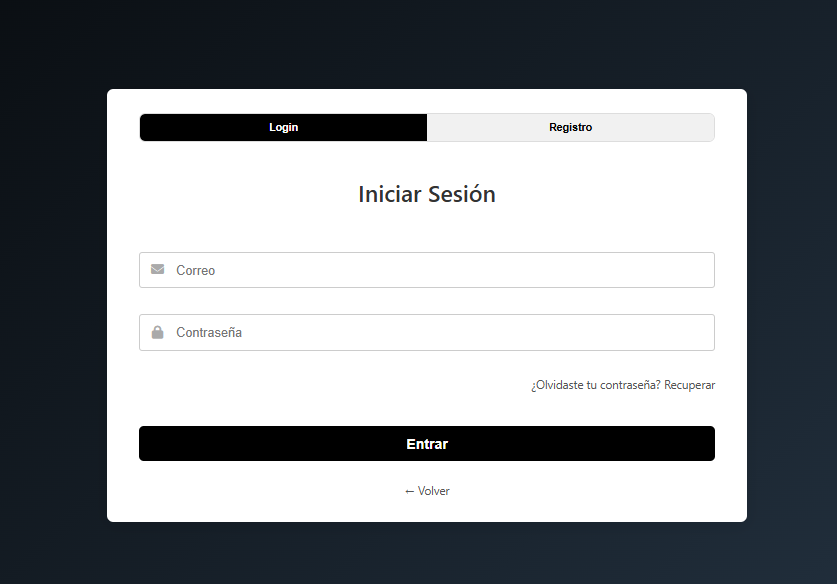 Login Registro
Iniciar Sesión
Correo
Contraseña
¿Olvidaste tu contraseña? Recuperar
Entrar
← Volver